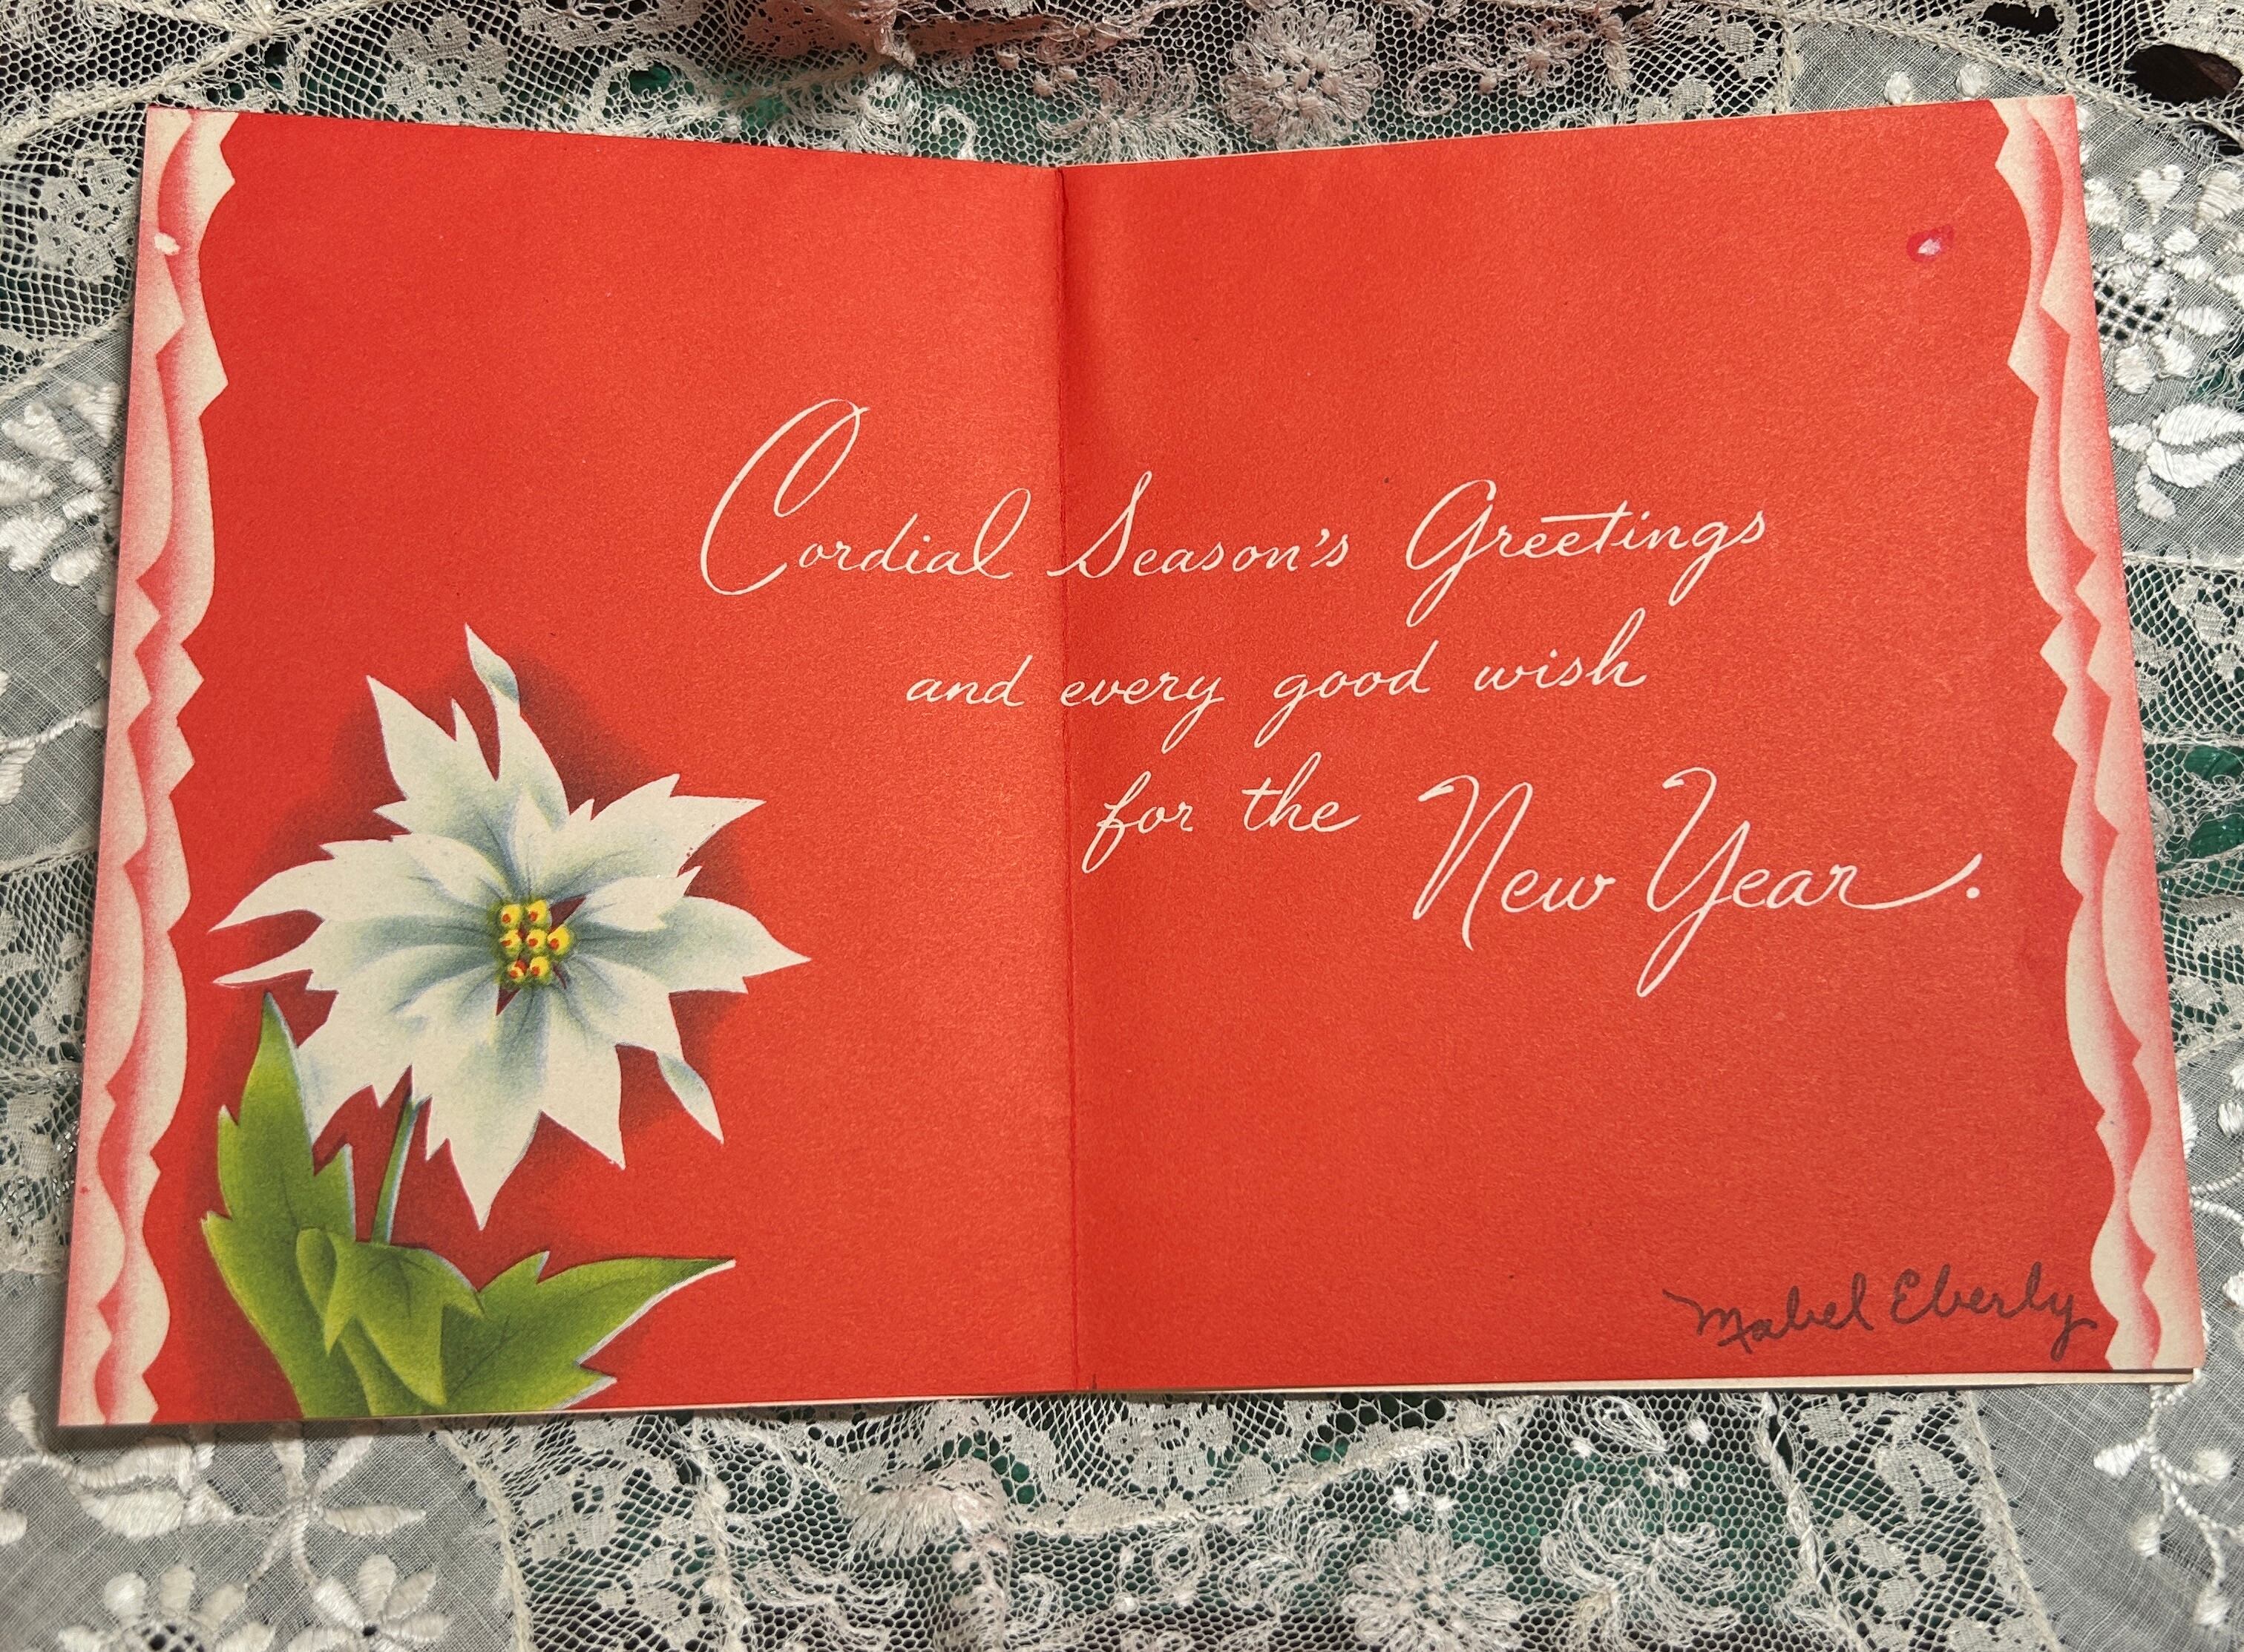 Cordial Season's Greetings
and every good wish
for the New Year.
Mabel Eberly